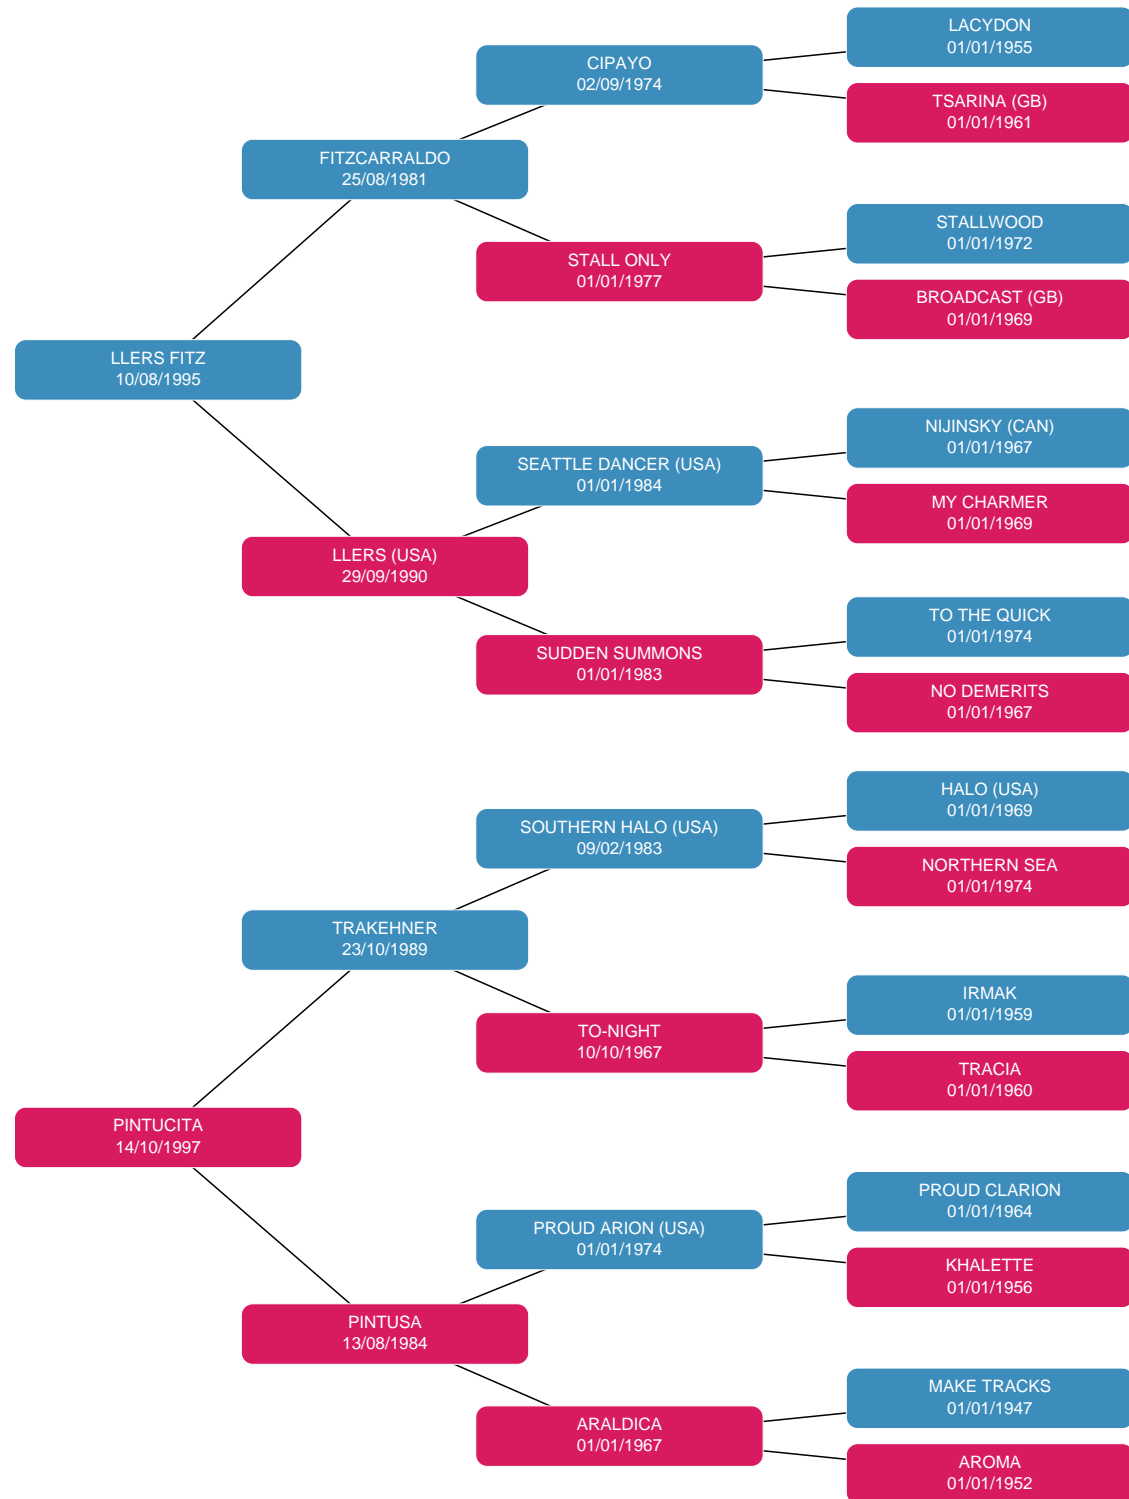 LACYDON
01/01/1955
CIPAYO
02/09/1974
TSARINA (GB)
01/01/1961
FITZCARRALDO
25/08/1981
STALLWOOD
01/01/1972
STALL ONLY
01/01/1977
BROADCAST (GB)
01/01/1969
LLERS FITZ
10/08/1995
NIJINSKY (CAN)
01/01/1967
SEATTLE DANCER (USA)
01/01/1984
MY CHARMER
01/01/1969
LLERS (USA)
29/09/1990
TO THE QUICK
01/01/1974
SUDDEN SUMMONS
01/01/1983
NO DEMERITS
01/01/1967
HALO (USA)
01/01/1969
SOUTHERN HALO (USA)
09/02/1983
NORTHERN SEA
01/01/1974
TRAKEHNER
23/10/1989
IRMAK
01/01/1959
TO-NIGHT
10/10/1967
TRACIA
01/01/1960
PINTUCITA
14/10/1997
PROUD CLARION
01/01/1964
PROUD ARION (USA)
01/01/1974
KHALETTE
01/01/1956
PINTUSA
13/08/1984
MAKE TRACKS
01/01/1947
ARALDICA
01/01/1967
AROMA
01/01/1952